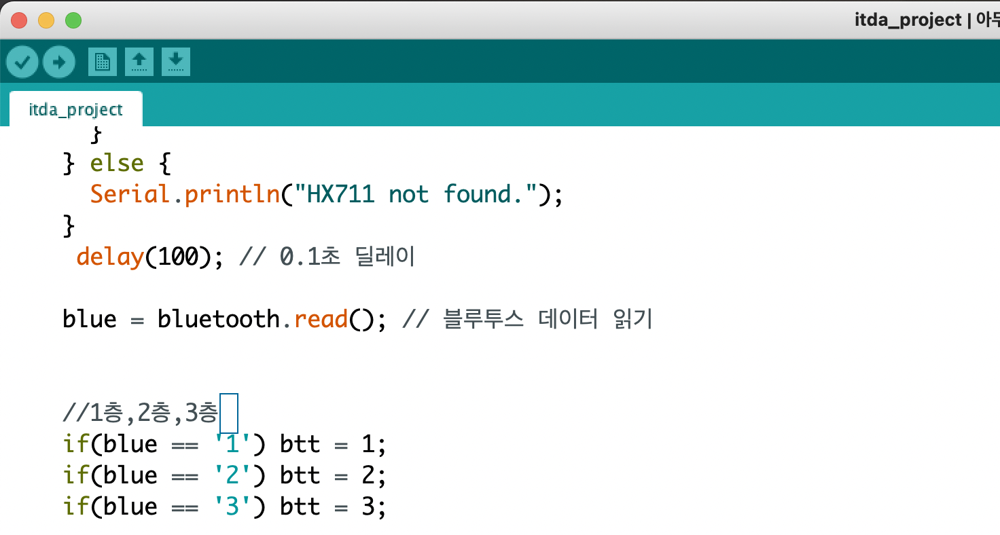 itda_project | 아두
itda_project
}
} else {
Serial.println("HX711 not found.");
}
delay(100); // 0.1초 딜레이
blue = bluetooth.read(); // 블루투스 데이터 읽기
//1층,2층,3층
if(blue == '1') btt = 1;
if(blue == '2') btt = 2;
if(blue == '3') btt = 3;